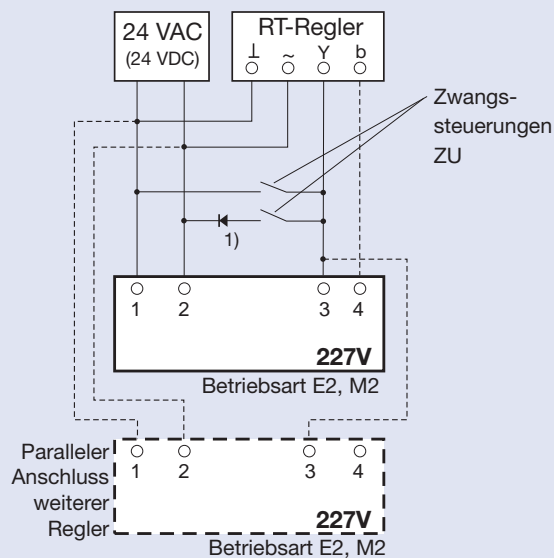 24 VAC
(24 VDC)
RT-Regler
⊥ ~ Y b
Zwangs-
steuerungen
ZU
1)
1 2 3 4
227V
Betriebsart E2, M2
Paralleler
Anschluss
weiterer
Regler
1 2 3 4
227V
Betriebsart E2, M2